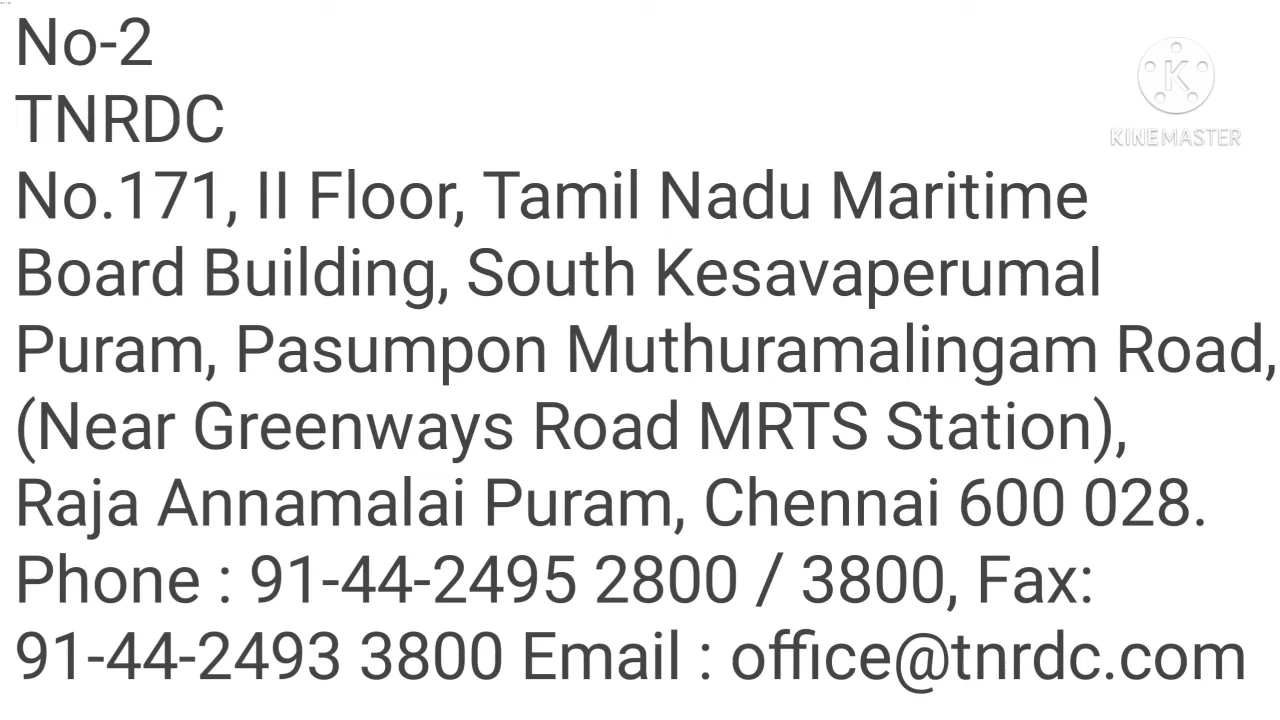 No-2
TNRDC
KINEMASTER
No.171, II Floor, Tamil Nadu Maritime
Board Building, South Kesavaperumal
Puram, Pasumpon Muthuramalingam Road,
(Near Greenways Road MRTS Station),
Raja Annamalai Puram, Chennai 600 028.
Phone : 91-44-2495 2800 / 3800, Fax:
91-44-2493 3800 Email : office@tnrdc.com